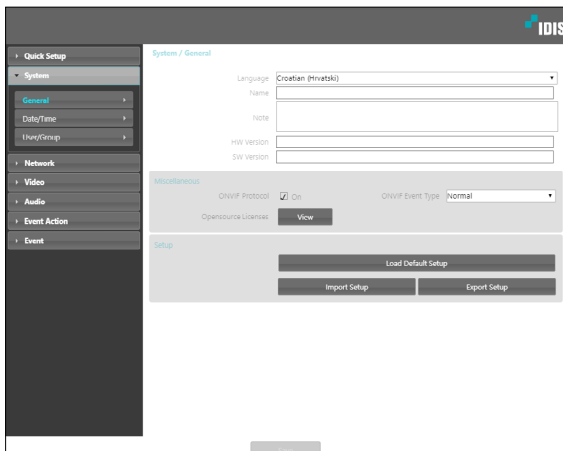 IDIS
Quick Setup
System
General
Date/Time
User/Group
Network
Video
Audio
Event Action
Event
System / General
Language Croatian (Hrvatski)
Name
Note
HW Version
SW Version
Miscellaneous
ONVIF Protocol On ONVIF Event Type Normal
Opensource Licenses View
Setup
Load Default Setup
Import Setup Export Setup